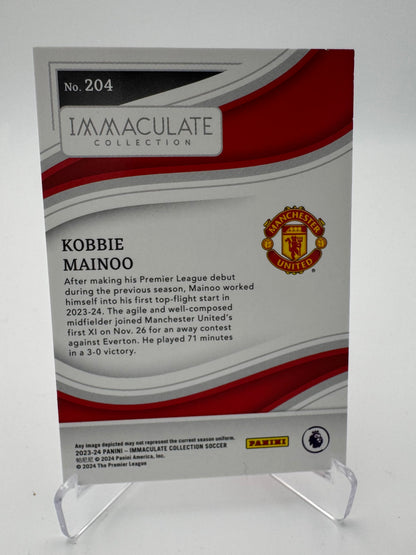 No. 204
IMMACULATE
COLLECTION
KOBBIE
MAINOO
MANCHESTER
UNITED
®
After making his Premier League debut
during the previous season, Mainoo worked
himself into his first top-flight start in
2023-24. The agile and well-composed
midfielder joined Manchester United's
first XI on Nov. 26 for an away contest
against Everton. He played 71 minutes
in a 3-0 victory.
Any image depicted may not represent the current season uniform.
2023-24 PANINI – IMMACULATE COLLECTION SOCCER
© 2024 Panini America, Inc.
© 2024 The Premier League
PANINI